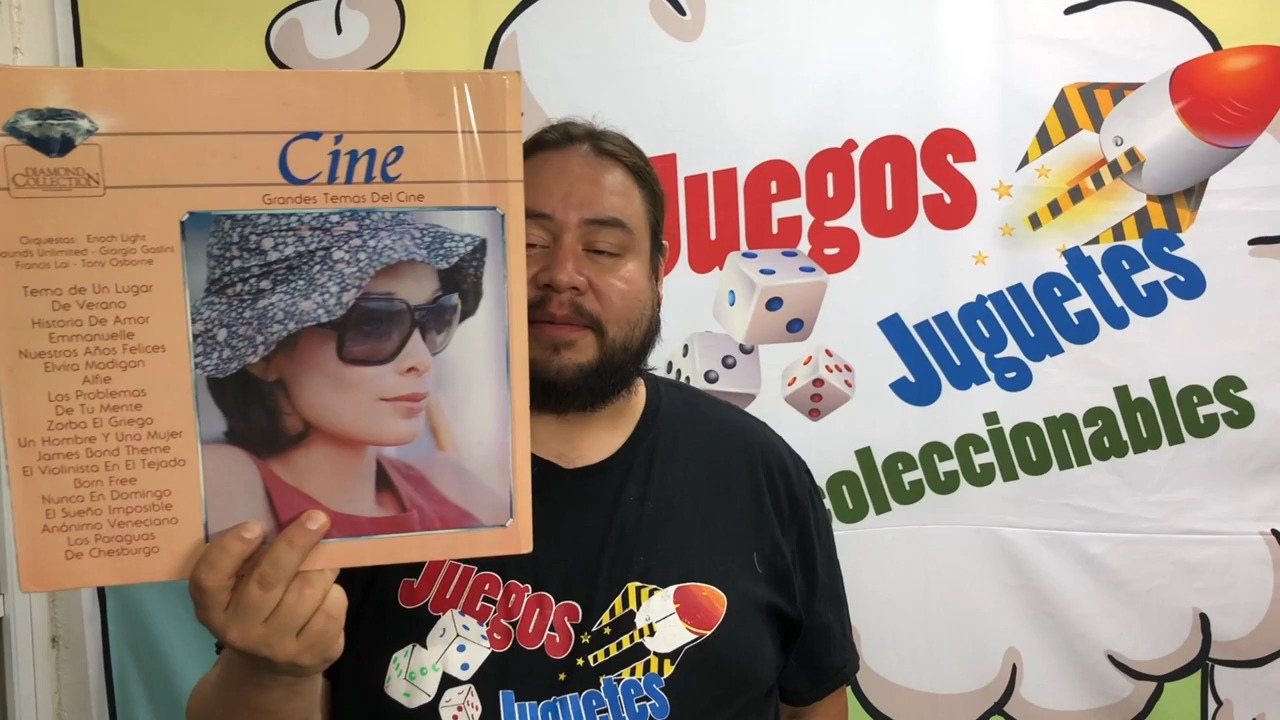 DIAMOND
COLLECTION
Cine
Grandes Temas Del Cine
Orquestas: Enoch Light
ounds Unlimited - Giorgio Gaslini
Francis Lai - Tony Osborne
Tema de Un Lugar
De Verano
Historia De Amor
Emmanuelle
Nuestros Años Felices
Elvira Madigan
Alfie
Los Problemas
De Tu Mente
Zorba El Griego
Un Hombre Y Una Mujer
James Bond Theme
El Violinista En El Tejado
Born Free
Nunca En Domingo
El Sueño Imposible
Anónimo Veneciano
Los Paraguas
De Chesburgo
Juegos
Juguetes
coleccionables
Juegos
Juguetes